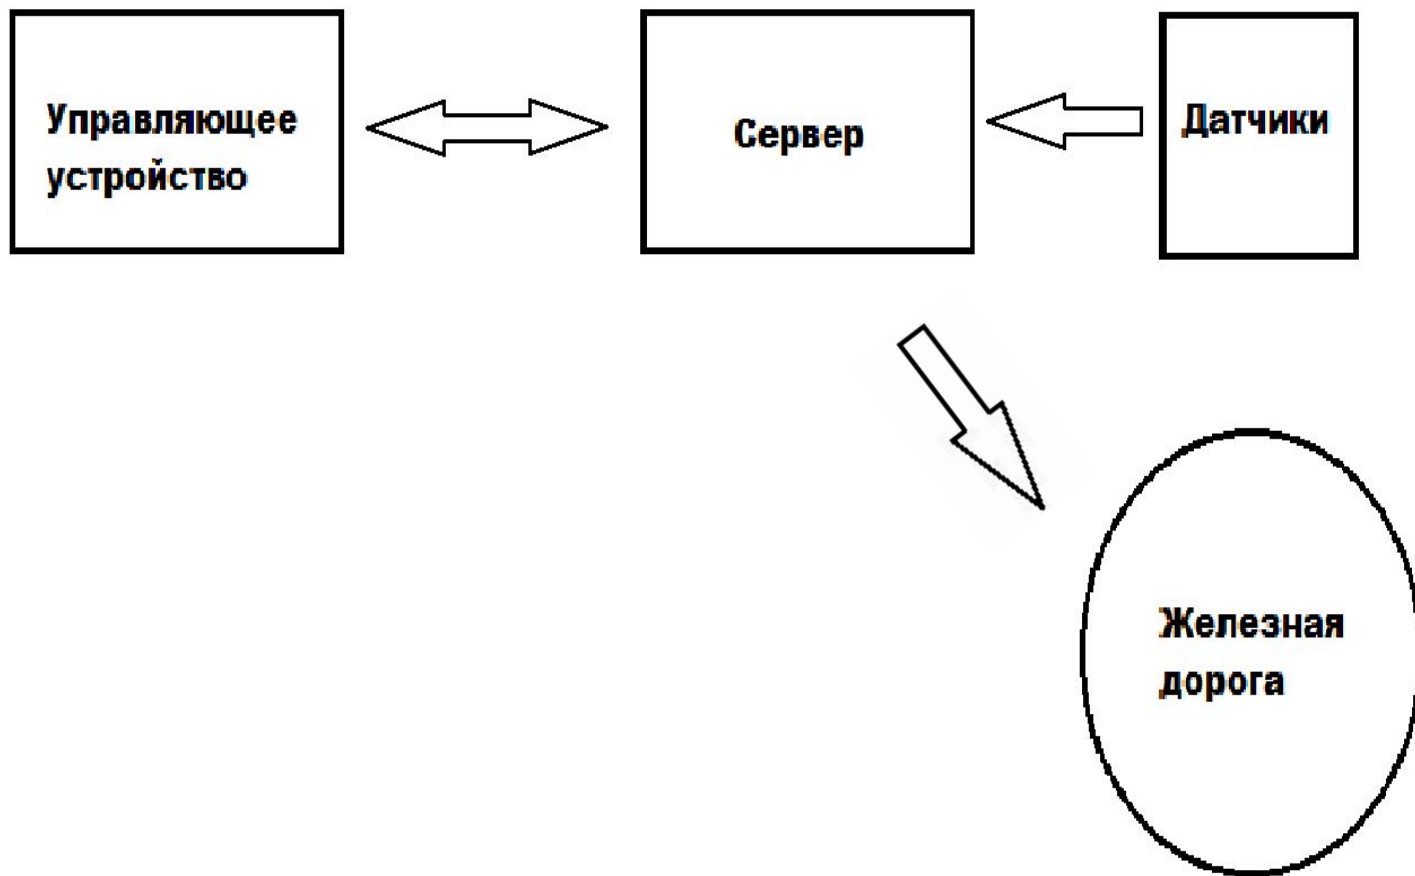 Управляющее
устройство
Сервер
Датчики
Железная
дорога